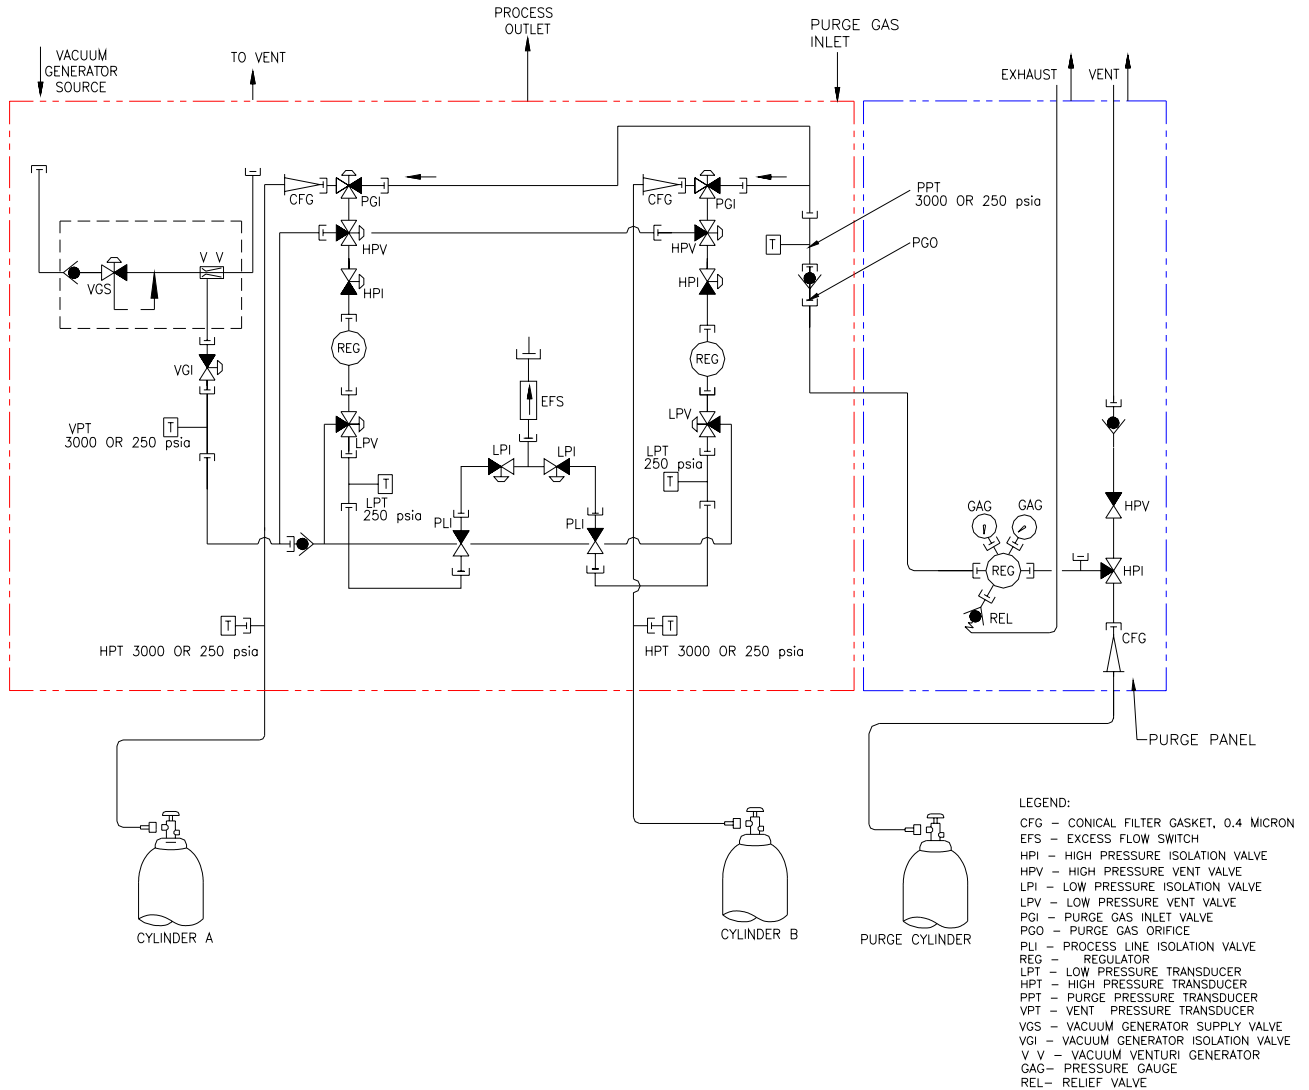 PROCESS
OUTLET
PURGE GAS
INLET
VACUUM
GENERATOR
SOURCE
TO VENT
EXHAUST
VENT
CFG
PGI
CFG
PGI
PPT
3000 OR 250 psia
T
PGO
HPV
HPV
V V
VGS
HPI
HPI
REG
REG
VGI
EFS
VPT
3000 OR 250 psia
T
LPV
LPV
LPI
LPI
LPT
250 psia
T
T
LPT
250 psia
PLI
PLI
GAG
GAG
HPV
REG
HPI
REL
T
HPT 3000 OR 250 psia
T
HPT 3000 OR 250 psia
CFG
PURGE PANEL
CYLINDER A
CYLINDER B
PURGE CYLINDER
LEGEND:
CFG – CONICAL FILTER GASKET, 0.4 MICRON
EFS – EXCESS FLOW SWITCH
HPI – HIGH PRESSURE ISOLATION VALVE
HPV – HIGH PRESSURE VENT VALVE
LPI – LOW PRESSURE ISOLATION VALVE
LPV – LOW PRESSURE VENT VALVE
PGI – PURGE GAS INLET VALVE
PGO – PURGE GAS ORIFICE
PLI – PROCESS LINE ISOLATION VALVE
REG – REGULATOR
LPT – LOW PRESSURE TRANSDUCER
HPT – HIGH PRESSURE TRANSDUCER
PPT – PURGE PRESSURE TRANSDUCER
VPT – VENT PRESSURE TRANSDUCER
VGS – VACUUM GENERATOR SUPPLY VALVE
VGI – VACUUM GENERATOR ISOLATION VALVE
V V – VACUUM VENTURI GENERATOR
GAG– PRESSURE GAUGE
REL– RELIEF VALVE